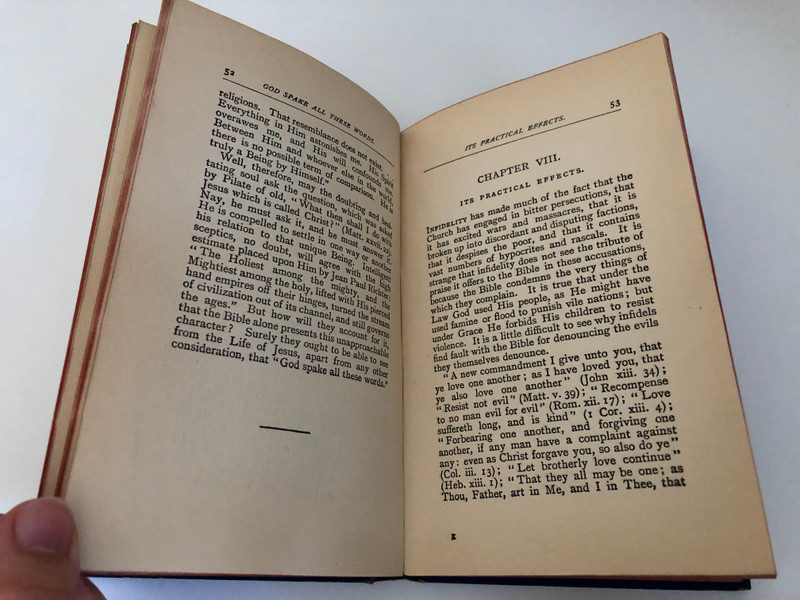 52
GOD SPAKE ALL THESE WORDS.
religions. That resemblance does not exist.
Everything in Him astonishes me. His Spirit
overawes me, and His will confounds me.
Between Him and whoever else in the world,
there is no possible term of comparison. He is
truly a Being by Himself."
Well, therefore, may the doubting and hesi-
tating soul ask the question, which was asked
by Pilate of old, "What then shall I do with
Jesus which is called Christ?" (Matt. xxvii. 22)
Nay, he must ask it, and he must answer it.
He is compelled to settle in one way or another
his relation to that unique Being. Intelligent
sceptics, no doubt, will agree with the high
estimate placed upon Him by Jean Paul Richter:
"The Holiest among the mighty, and the
Mightiest among the holy, lifted with His pierced
hand empires off their hinges, turned the stream
of civilization out of its channel, and still governs
the ages." But how will they account for it,
that the Bible alone presents this unapproachable
character? Surely they ought to be able to see
from the Life of Jesus, apart from any other
consideration, that "God spake all these words."
ITS PRACTICAL EFFECTS.
53
CHAPTER VIII.
ITS PRACTICAL EFFECTS.
INFIDELITY has made much of the fact that the
Church has engaged in bitter persecutions, that
it has excited wars and massacres, that it is
broken up into discordant and disputing factions,
that it despises the poor, and that it contains
vast numbers of hypocrites and rascals. It is
strange that infidelity does not see the tribute of
praise it offers to the Bible in these accusations,
because the Bible condemns the very things of
which they complain. It is true that under the
Law God used His people, as He might have
used famine or flood to punish vile nations; but
under Grace He forbids His children to resist
violence. It is a little difficult to see why infidels
find fault with the Bible for denouncing the evils
they themselves denounce.
"A new commandment I give unto you, that
ye love one another; as I have loved you, that
ye also love one another" (John xiii. 34);
"Resist not evil" (Matt. v. 39); "Recompense
to no man evil for evil" (Rom. xii. 17); "Love
suffereth long, and is kind" (1 Cor. xiii. 4);
"Forbearing one another, and forgiving one
another, if any man have a complaint against
any: even as Christ forgave you, so also do ye"
(Col. iii. 13); "Let brotherly love continue"
(Heb. xiii. 1); "That they all may be one; as
Thou, Father, art in Me, and I in Thee, that
E